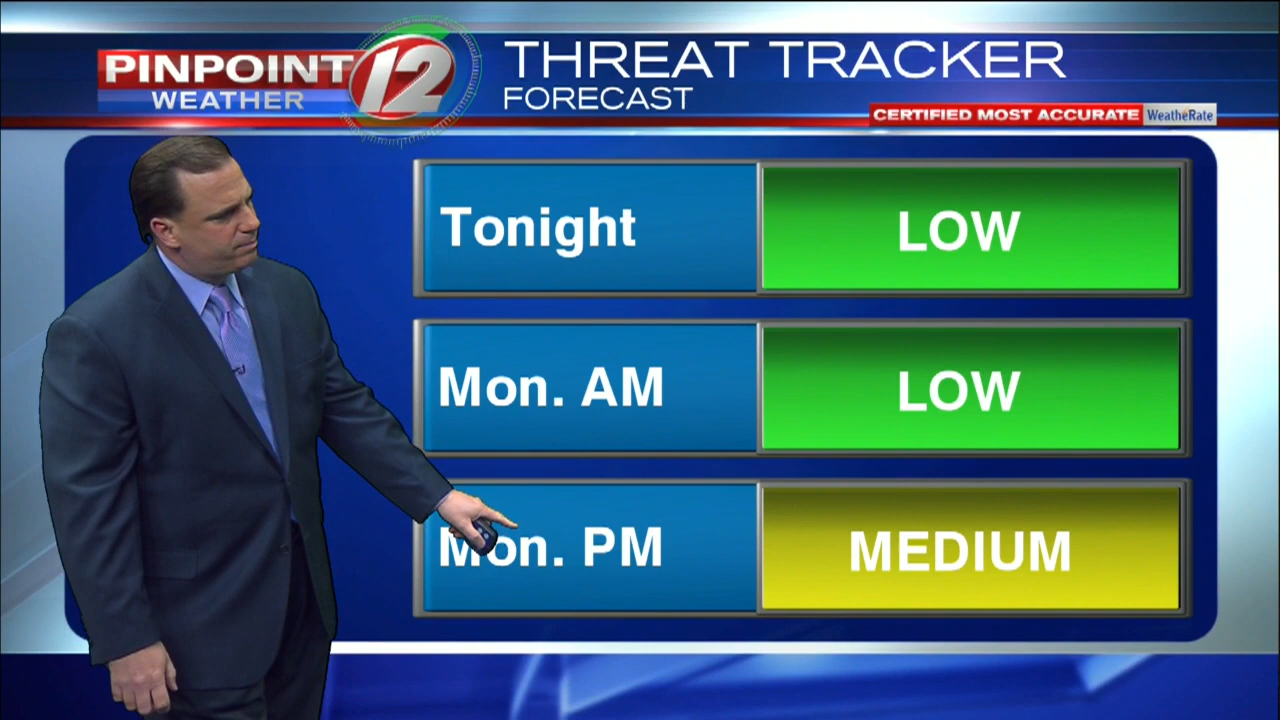 PINPOINT 12
WEATHER
THREAT TRACKER
FORECAST
CERTIFIED MOST ACCURATE WeatheRate
Tonight LOW
Mon. AM LOW
Mon. PM MEDIUM